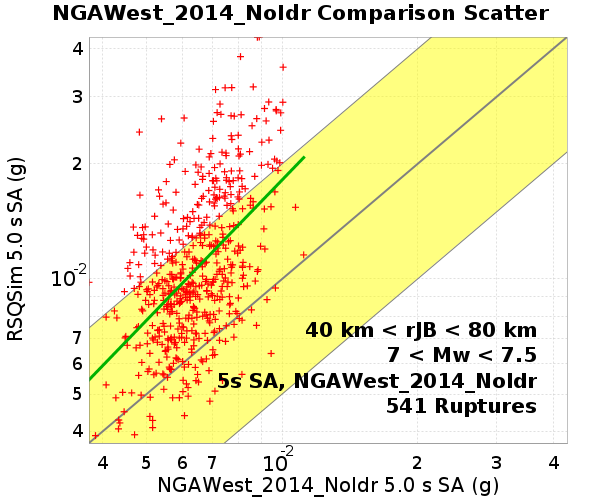 NGAWest_2014_NoIdr Comparison Scatter
RSQSim 5.0 s SA (g)
4
3
2
10-2
7
6
5
4
40 km < rJB < 80 km
7 < Mw < 7.5
5s SA, NGAWest_2014_NoIdr
541 Ruptures
4 5 6 7 10-2 2 3 4
NGAWest_2014_NoIdr 5.0 s SA (g)